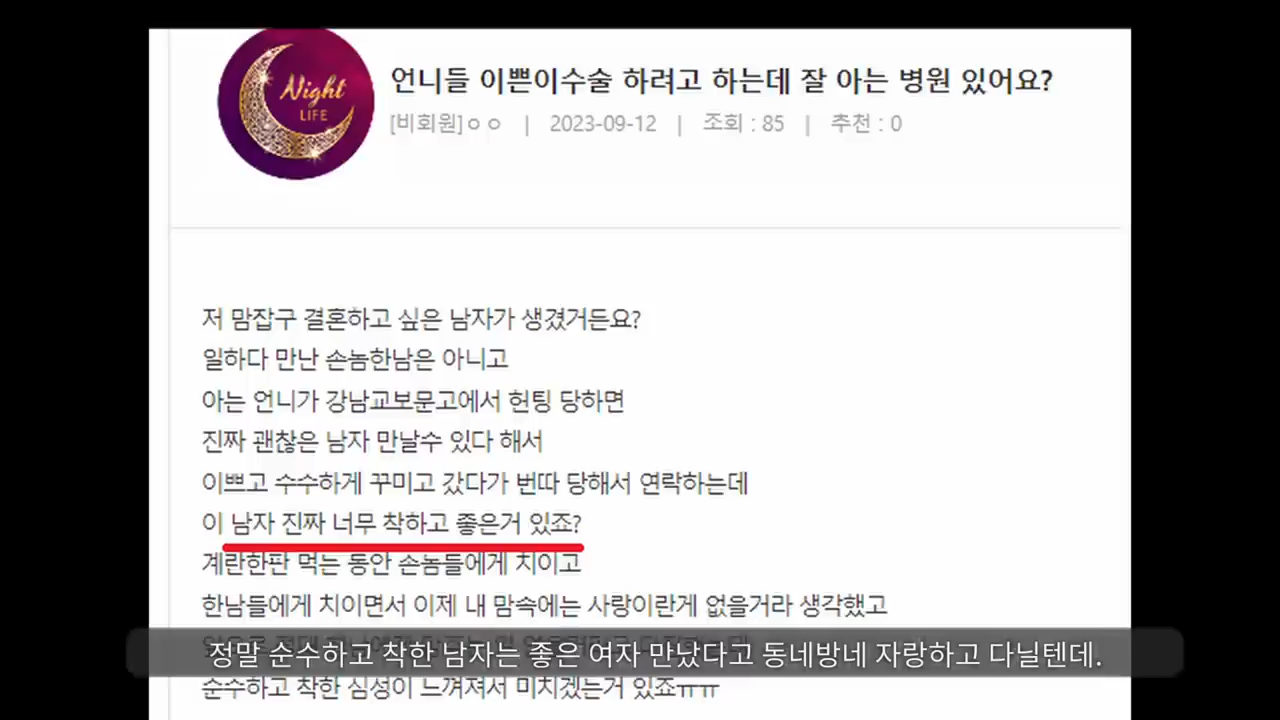 Night
LIFE
언니들 이쁜이수술 하려고 하는데 잘 아는 병원 있어요?
[비회원]ㅇㅇ | 2023-09-12 | 조회 : 85 | 추천 : 0
저 맘잡구 결혼하고 싶은 남자가 생겼거든요?
일하다 만난 손놈한남은 아니고
아는 언니가 강남교보문고에서 헌팅 당하면
진짜 괜찮은 남자 만날수 있다 해서
이쁘고 수수하게 꾸미고 갔다가 번따 당해서 연락하는데
이 남자 진짜 너무 착하고 좋은거 있죠?
계란한판 먹는 동안 손놈들에게 치이고
한남들에게 치이면서 이제 내 맘속에는 사랑이란게 없을거라 생각했고
정말 순수하고 착한 남자는 좋은 여자 만났다고 동네방네 자랑하고 다닐텐데.
순수하고 착한 심성이 느껴져서 미치겠는거 있죠ㅠㅠ